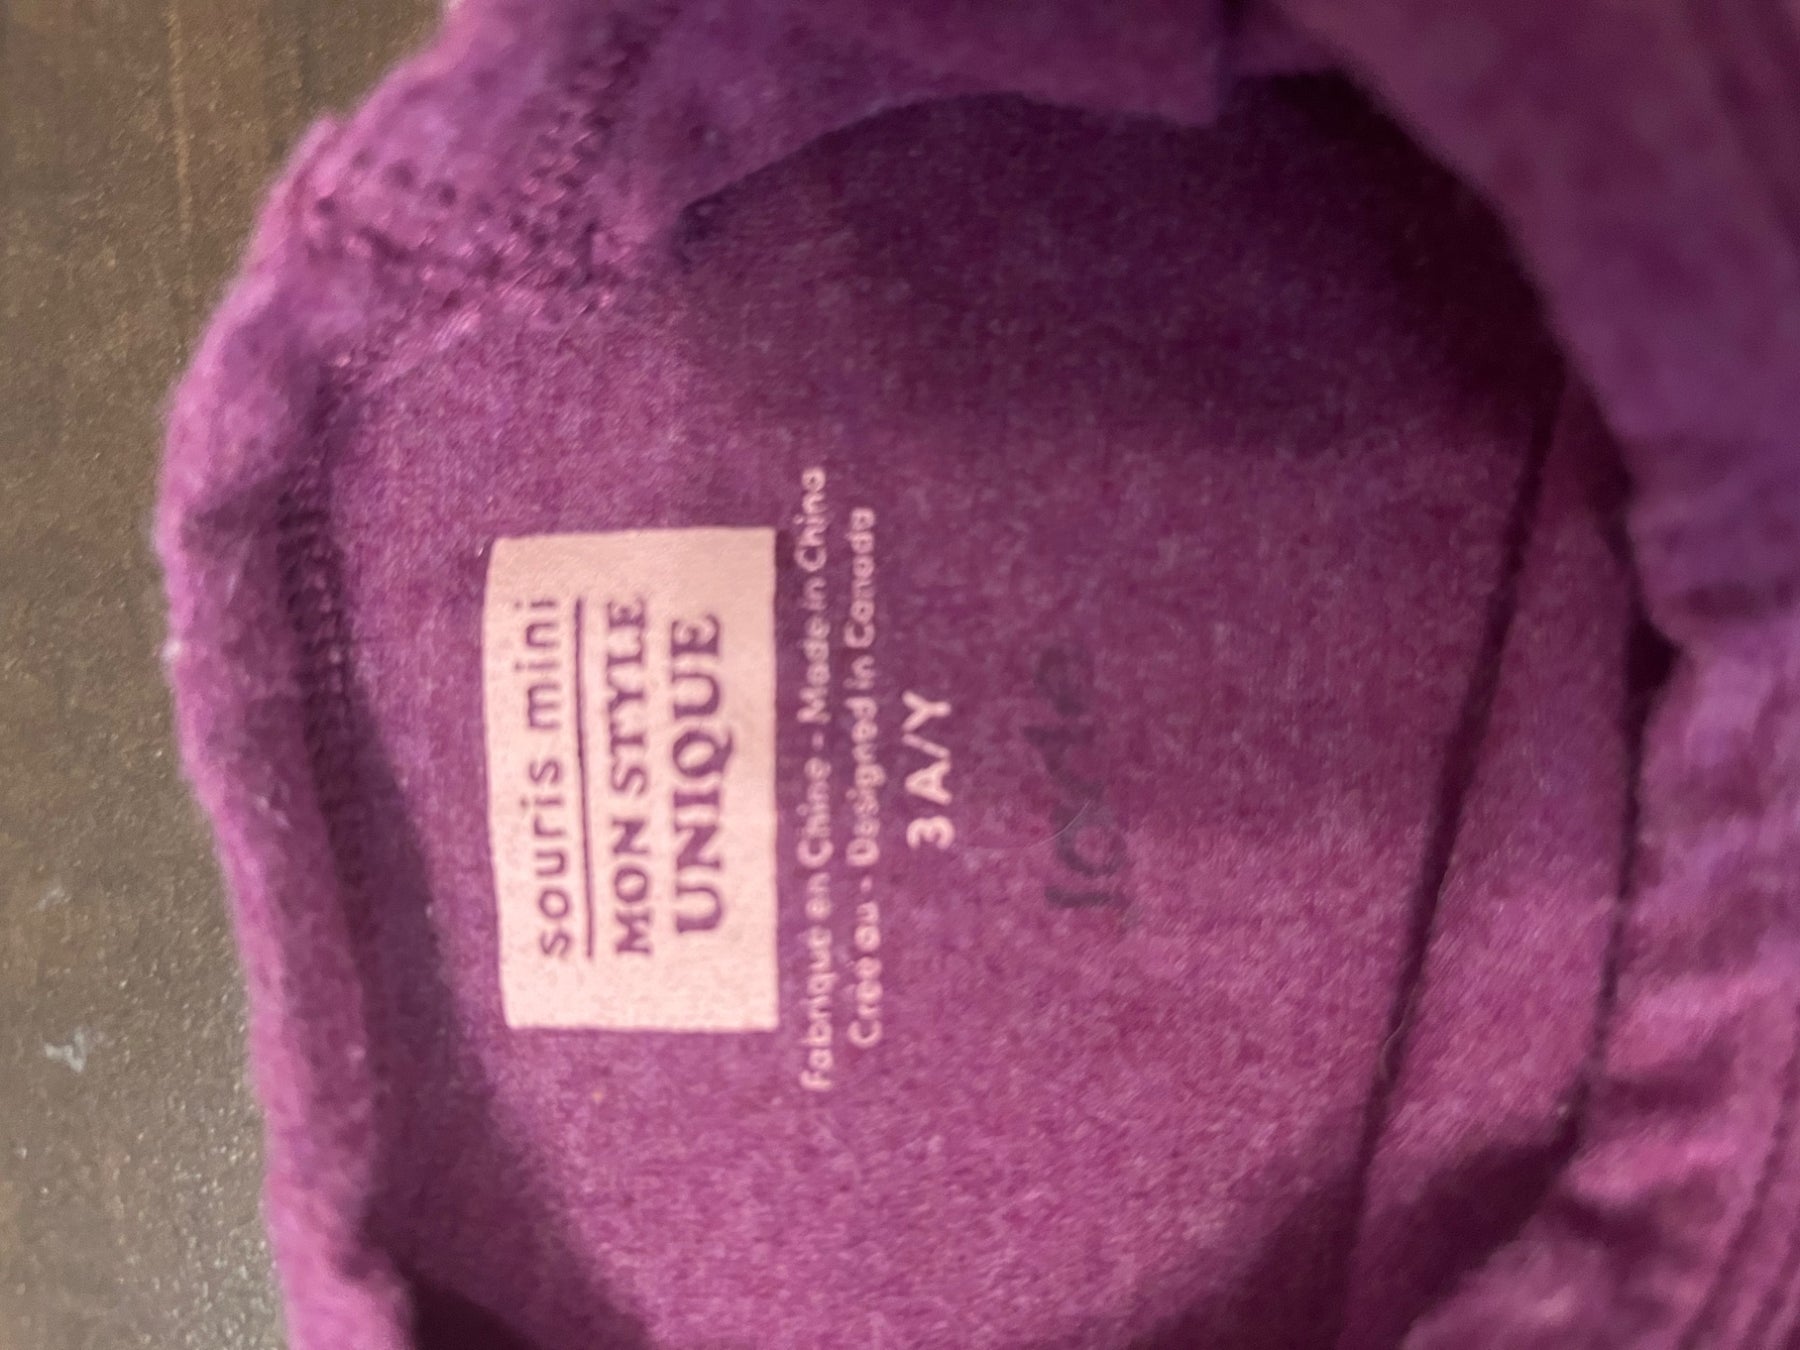 souris mini
MON STYLE
UNIQUE
Fabriqué en Chine - Made in China
Créé au - Designed in Canada
3 A/Y